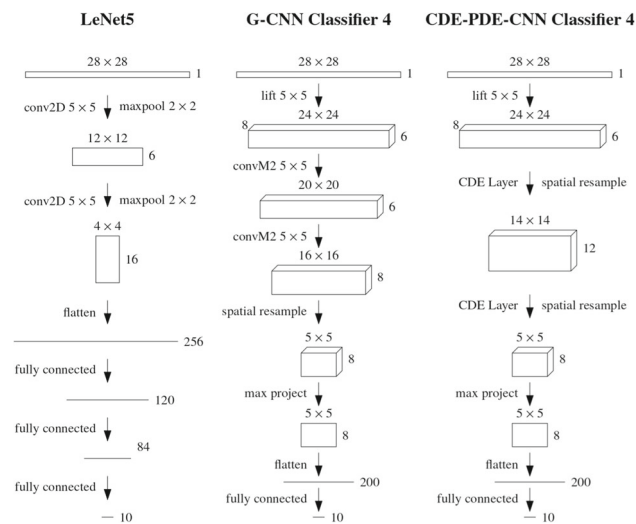 LeNet5
28 × 28
1
conv2D 5 × 5 maxpool 2 × 2
12 × 12
6
conv2D 5 × 5 maxpool 2 × 2
4 × 4
16
flatten
256
fully connected
120
fully connected
84
fully connected
10
G-CNN Classifier 4
28 × 28
1
lift 5 × 5
24 × 24
8
6
convM2 5 × 5
20 × 20
6
convM2 5 × 5
16 × 16
8
spatial resample
5 × 5
8
max project
5 × 5
8
flatten
200
fully connected
10
CDE-PDE-CNN Classifier 4
28 × 28
1
lift 5 × 5
24 × 24
8
6
CDE Layer spatial resample
14 × 14
12
CDE Layer spatial resample
5 × 5
8
max project
5 × 5
8
flatten
200
fully connected
10